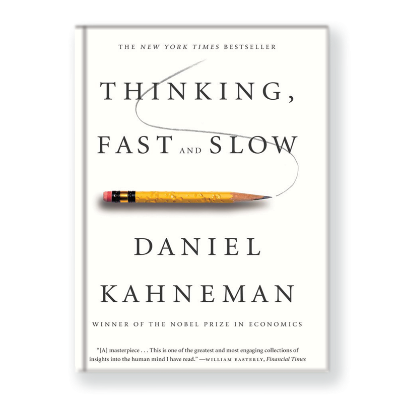 THE NEW YORK TIMES BESTSELLER
THINKING,
FAST AND SLOW
DANIEL
KAHNEMAN
WINNER OF THE NOBEL PRIZE IN ECONOMICS
"[A] masterpiece . . . This is one of the greatest and most engaging collections of
insights into the human mind I have read." —WILLIAM EASTERLY, Financial Times